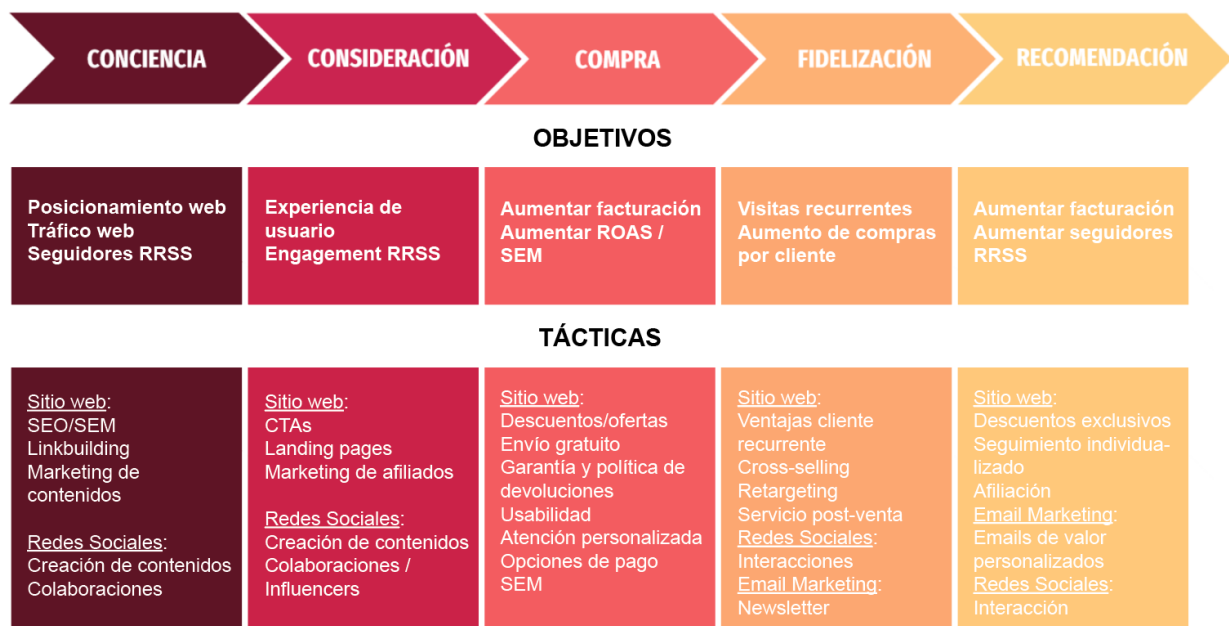 CONCIENCIA
CONSIDERACIÓN
COMPRA
FIDELIZACIÓN
RECOMENDACIÓN
OBJETIVOS
Posicionamiento web
Tráfico web
Seguidores RRSS
Experiencia de
usuario
Engagement RRSS
Aumentar facturación
Aumentar ROAS /
SEM
Visitas recurrentes
Aumento de compras
por cliente
Aumentar facturación
Aumentar seguidores
RRSS
TÁCTICAS
Sitio web:
SEO/SEM
Linkbuilding
Marketing de
contenidos
Redes Sociales:
Creación de contenidos
Colaboraciones
Sitio web:
CTAs
Landing pages
Marketing de afiliados
Redes Sociales:
Creación de contenidos
Colaboraciones /
Influencers
Sitio web:
Descuentos/ofertas
Envío gratuito
Garantía y política de
devoluciones
Usabilidad
Atención personalizada
Opciones de pago
SEM
Sitio web:
Ventajas cliente
recurrente
Cross-selling
Retargeting
Servicio post-venta
Redes Sociales:
Interacciones
Email Marketing:
Newsletter
Sitio web:
Descuentos exclusivos
Seguimiento individua-
lizado
Afiliación
Email Marketing:
Emails de valor
personalizados
Redes Sociales:
Interacción